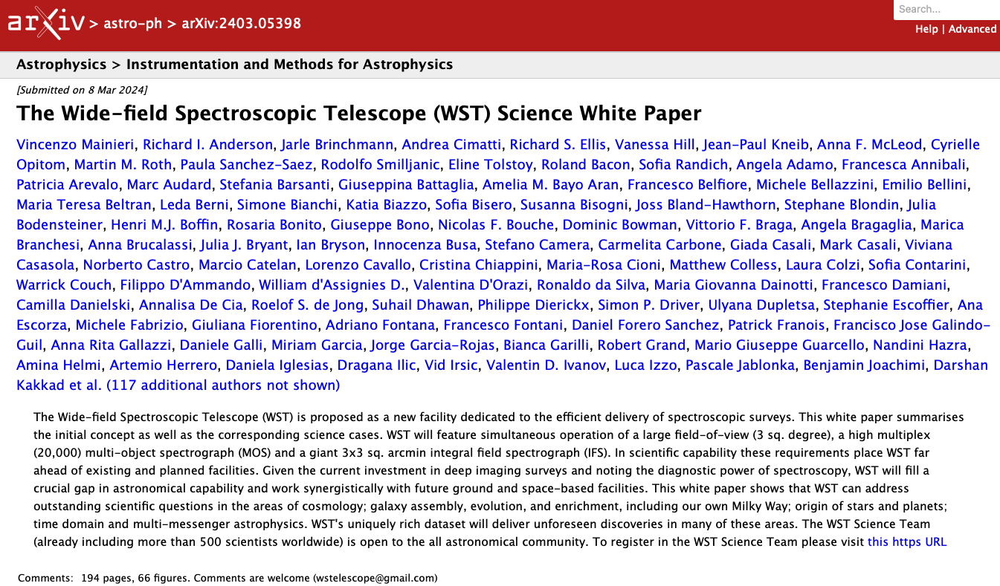 arXiv > astro-ph > arXiv:2403.05398
Search...
Help | Advanced
Astrophysics > Instrumentation and Methods for Astrophysics
[Submitted on 8 Mar 2024]
The Wide-field Spectroscopic Telescope (WST) Science White Paper
Vincenzo Mainieri, Richard I. Anderson, Jarle Brinchmann, Andrea Cimatti, Richard S. Ellis, Vanessa Hill, Jean-Paul Kneib, Anna F. McLeod, Cyrielle
Opitom, Martin M. Roth, Paula Sanchez-Saez, Rodolfo Smilljanic, Eline Tolstoy, Roland Bacon, Sofia Randich, Angela Adamo, Francesca Annibali,
Patricia Arevalo, Marc Audard, Stefania Barsanti, Giuseppina Battaglia, Amelia M. Bayo Aran, Francesco Belfiore, Michele Bellazzini, Emilio Bellini,
Maria Teresa Beltran, Leda Berni, Simone Bianchi, Katia Biazzo, Sofia Bisero, Susanna Bisogni, Joss Bland-Hawthorn, Stephane Blondin, Julia
Bodensteiner, Henri M.J. Boffin, Rosaria Bonito, Giuseppe Bono, Nicolas F. Bouche, Dominic Bowman, Vittorio F. Braga, Angela Bragaglia, Marica
Branchesi, Anna Brucalassi, Julia J. Bryant, Ian Bryson, Innocenza Busa, Stefano Camera, Carmelita Carbone, Giada Casali, Mark Casali, Viviana
Casasola, Norberto Castro, Marcio Catelan, Lorenzo Cavallo, Cristina Chiappini, Maria-Rosa Cioni, Matthew Colless, Laura Colzi, Sofia Contarini,
Warrick Couch, Filippo D'Ammando, William d'Assignies D., Valentina D'Orazi, Ronaldo da Silva, Maria Giovanna Dainotti, Francesco Damiani,
Camilla Danielski, Annalisa De Cia, Roelof S. de Jong, Suhail Dhawan, Philippe Dierickx, Simon P. Driver, Ulyana Dupletsa, Stephanie Escoffier, Ana
Escorza, Michele Fabrizio, Giuliana Fiorentino, Adriano Fontana, Francesco Fontani, Daniel Forero Sanchez, Patrick Franois, Francisco Jose Galindo-
Guil, Anna Rita Gallazzi, Daniele Galli, Miriam Garcia, Jorge Garcia-Rojas, Bianca Garilli, Robert Grand, Mario Giuseppe Guarcello, Nandini Hazra,
Amina Helmi, Artemio Herrero, Daniela Iglesias, Dragana Ilic, Vid Irsic, Valentin D. Ivanov, Luca Izzo, Pascale Jablonka, Benjamin Joachimi, Darshan
Kakkad et al. (117 additional authors not shown)
The Wide-field Spectroscopic Telescope (WST) is proposed as a new facility dedicated to the efficient delivery of spectroscopic surveys. This white paper summarises
the initial concept as well as the corresponding science cases. WST will feature simultaneous operation of a large field-of-view (3 sq. degree), a high multiplex
(20,000) multi-object spectrograph (MOS) and a giant 3x3 sq. arcmin integral field spectrograph (IFS). In scientific capability these requirements place WST far
ahead of existing and planned facilities. Given the current investment in deep imaging surveys and noting the diagnostic power of spectroscopy, WST will fill a
crucial gap in astronomical capability and work synergistically with future ground and space-based facilities. This white paper shows that WST can address
outstanding scientific questions in the areas of cosmology; galaxy assembly, evolution, and enrichment, including our own Milky Way; origin of stars and planets;
time domain and multi-messenger astrophysics. WST's uniquely rich dataset will deliver unforeseen discoveries in many of these areas. The WST Science Team
(already including more than 500 scientists worldwide) is open to the all astronomical community. To register in the WST Science Team please visit this https URL
Comments: 194 pages, 66 figures. Comments are welcome (wstelescope@gmail.com)